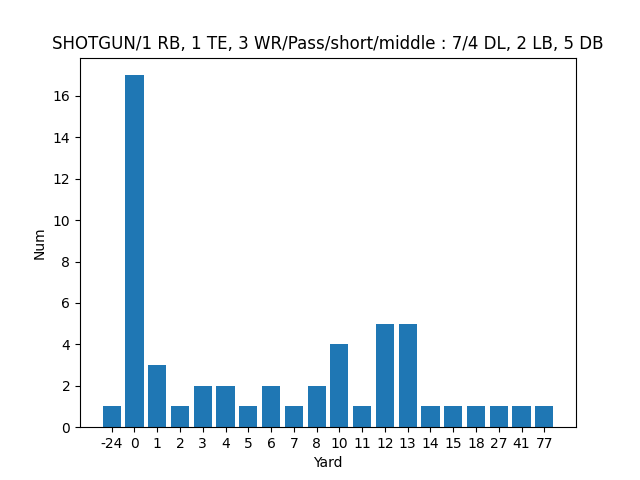 SHOTGUN/1 RB, 1 TE, 3 WR/Pass/short/middle : 7/4 DL, 2 LB, 5 DB
16
14
12
10
8
6
4
2
0
Num
-24 0 1 2 3 4 5 6 7 8 10 11 12 13 14 15 18 27 41 77
Yard